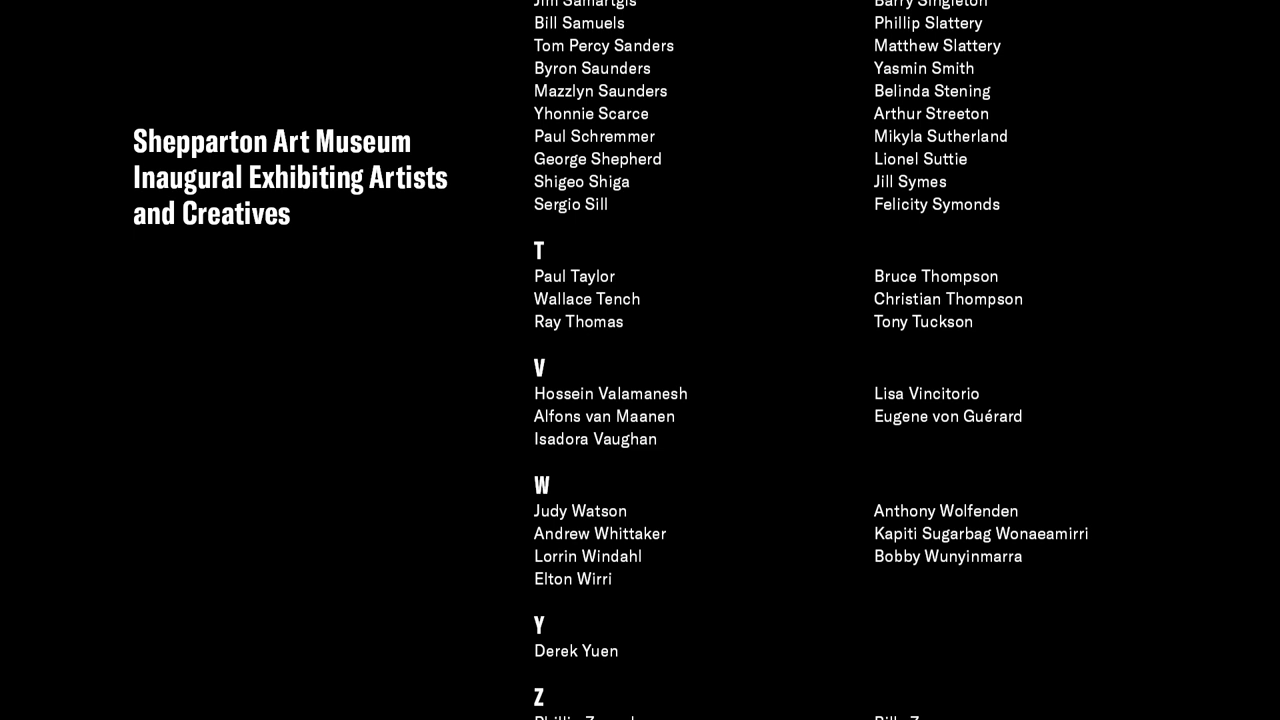 Shepparton Art Museum
Inaugural Exhibiting Artists
and Creatives
Bill Samuels
Tom Percy Sanders
Byron Saunders
Mazzlyn Saunders
Yhonnie Scarce
Paul Schremmer
George Shepherd
Shigeo Shiga
Sergio Sill
Barry Singleton
Phillip Slattery
Matthew Slattery
Yasmin Smith
Belinda Stening
Arthur Streeton
Mikyla Sutherland
Lionel Suttie
Jill Symes
Felicity Symonds
T
Paul Taylor
Wallace Tench
Ray Thomas
Bruce Thompson
Christian Thompson
Tony Tuckson
V
Hossein Valamanesh
Alfons van Maanen
Isadora Vaughan
Lisa Vincitorio
Eugene von Guérard
W
Judy Watson
Andrew Whittaker
Lorrin Windahl
Elton Wirri
Anthony Wolfenden
Kapiti Sugarbag Wonaeamirri
Bobby Wunyinmarra
Y
Derek Yuen
Z